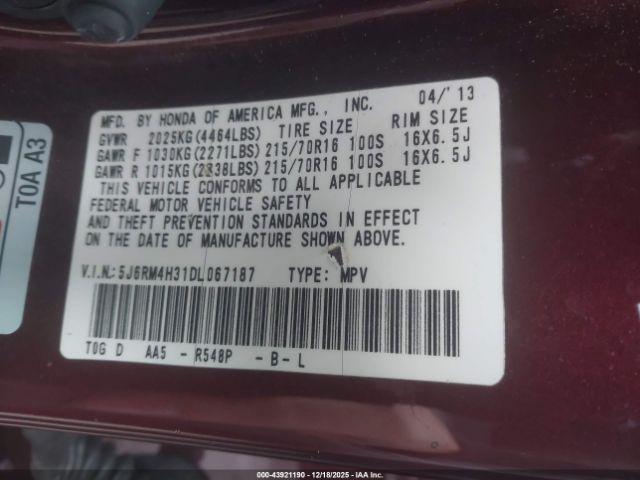 MFD. BY HONDA OF AMERICA MFG., INC. 04/'13
GVWR 2025KG(4464LBS) TIRE SIZE RIM SIZE
GAWR F 1030KG(2271LBS) 215/70R16 100S 16X6.5J
GAWR R 1015KG(2238LBS) 215/70R16 100S 16X6.5J
THIS VEHICLE CONFORMS TO ALL APPLICABLE
FEDERAL MOTOR VEHICLE SAFETY
AND THEFT PREVENTION STANDARDS IN EFFECT
ON THE DATE OF MANUFACTURE SHOWN ABOVE.
V.I.N.: 5J6RM4H31DL067187 TYPE: MPV
TOG D AA5 - R548P - B - L
TOA A3
000-43921190 - 12/18/2025 - IAA, Inc.